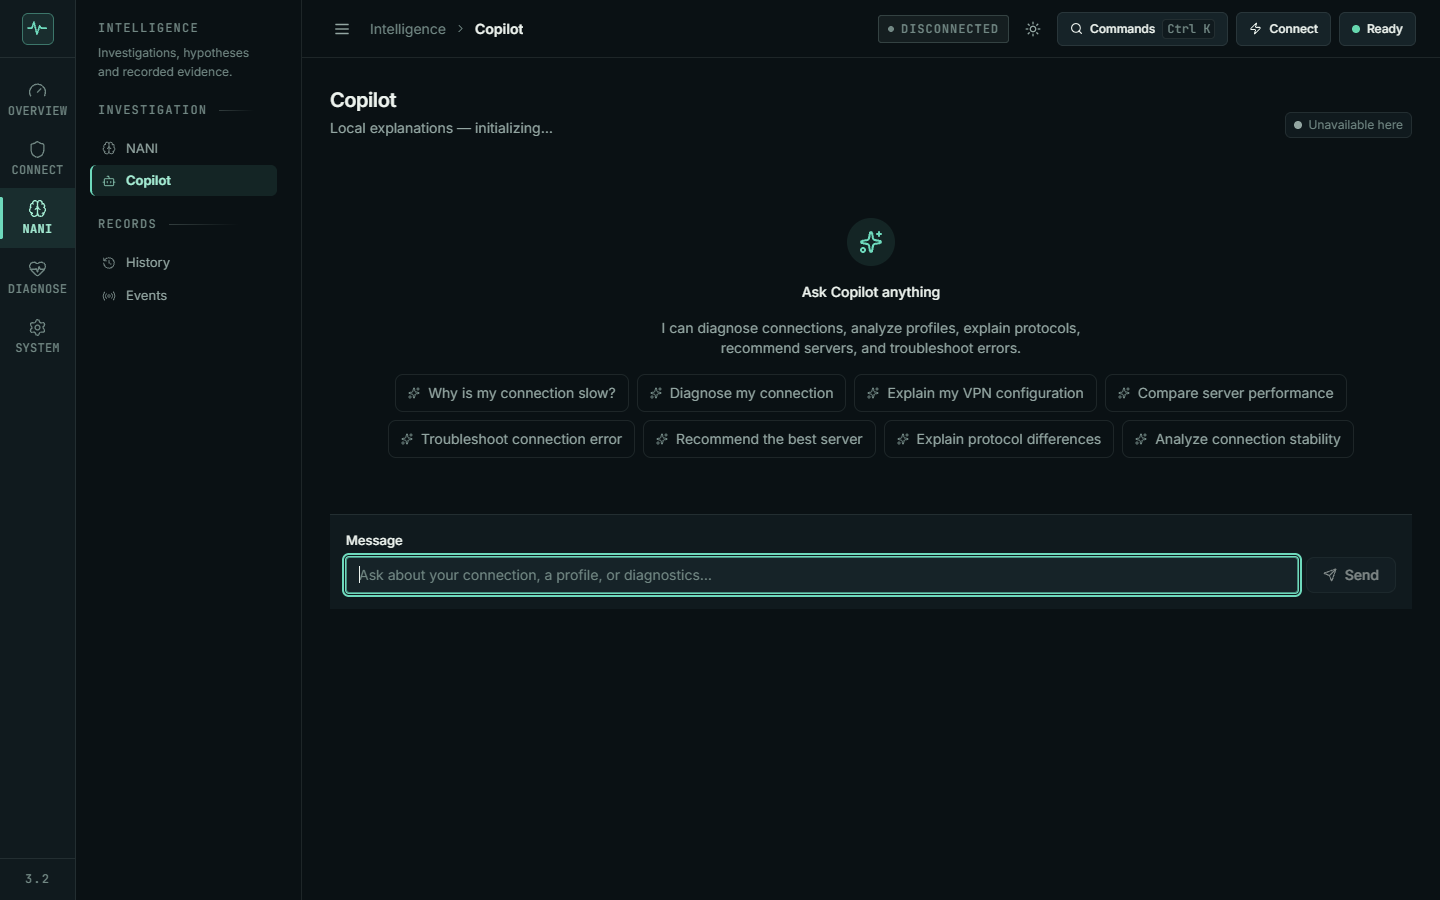 INTELLIGENCE
Investigations, hypotheses
and recorded evidence.
INVESTIGATION
NANI
Copilot
RECORDS
History
Events
OVERVIEW
CONNECT
NANI
DIAGNOSE
SYSTEM
3.2
Intelligence > Copilot
DISCONNECTED
Commands Ctrl K
Connect
Ready
Copilot
Local explanations — initializing...
Unavailable here
Ask Copilot anything
I can diagnose connections, analyze profiles, explain protocols,
recommend servers, and troubleshoot errors.
Why is my connection slow?
Diagnose my connection
Explain my VPN configuration
Compare server performance
Troubleshoot connection error
Recommend the best server
Explain protocol differences
Analyze connection stability
Message
Ask about your connection, a profile, or diagnostics...
Send